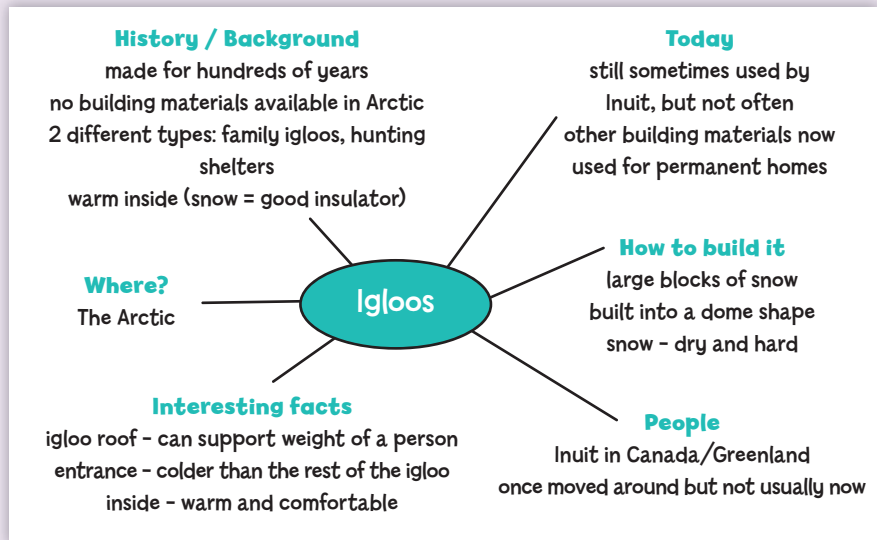 History / Background
made for hundreds of years
no building materials available in Arctic
2 different types: family igloos, hunting
shelters
warm inside (snow = good insulator)
Today
still sometimes used by
Inuit, but not often
other building materials now
used for permanent homes
Where?
The Arctic
Igloos
How to build it
large blocks of snow
built into a dome shape
snow - dry and hard
Interesting facts
igloo roof - can support weight of a person
entrance - colder than the rest of the igloo
inside - warm and comfortable
People
Inuit in Canada/Greenland
once moved around but not usually now